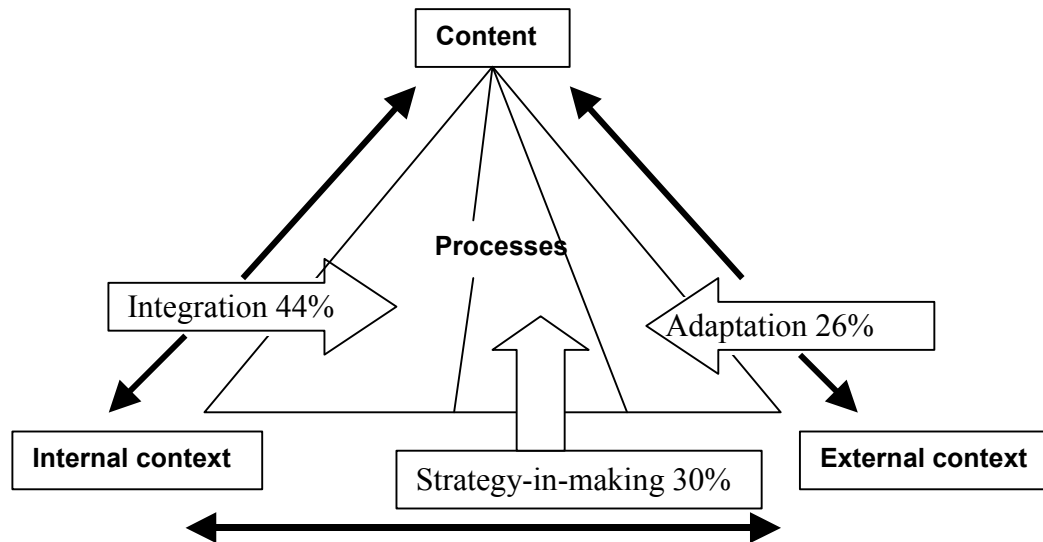 Content
Processes
Integration 44%
Adaptation 26%
Internal context
External context
Strategy-in-making 30%